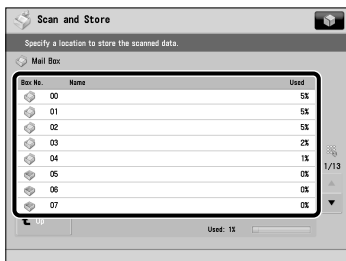 Scan and Store
Specify a location to store the scanned data.
Mail Box
Box No. Name Used
00 5%
01 5%
02 5%
03 2%
04 1%
05 0%
06 0%
07 0%
1/13
Up
Used: 1%